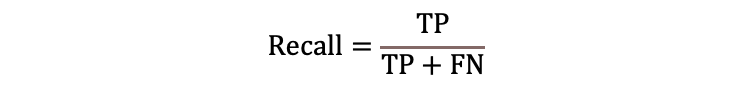 Recall = TP / TP + FN